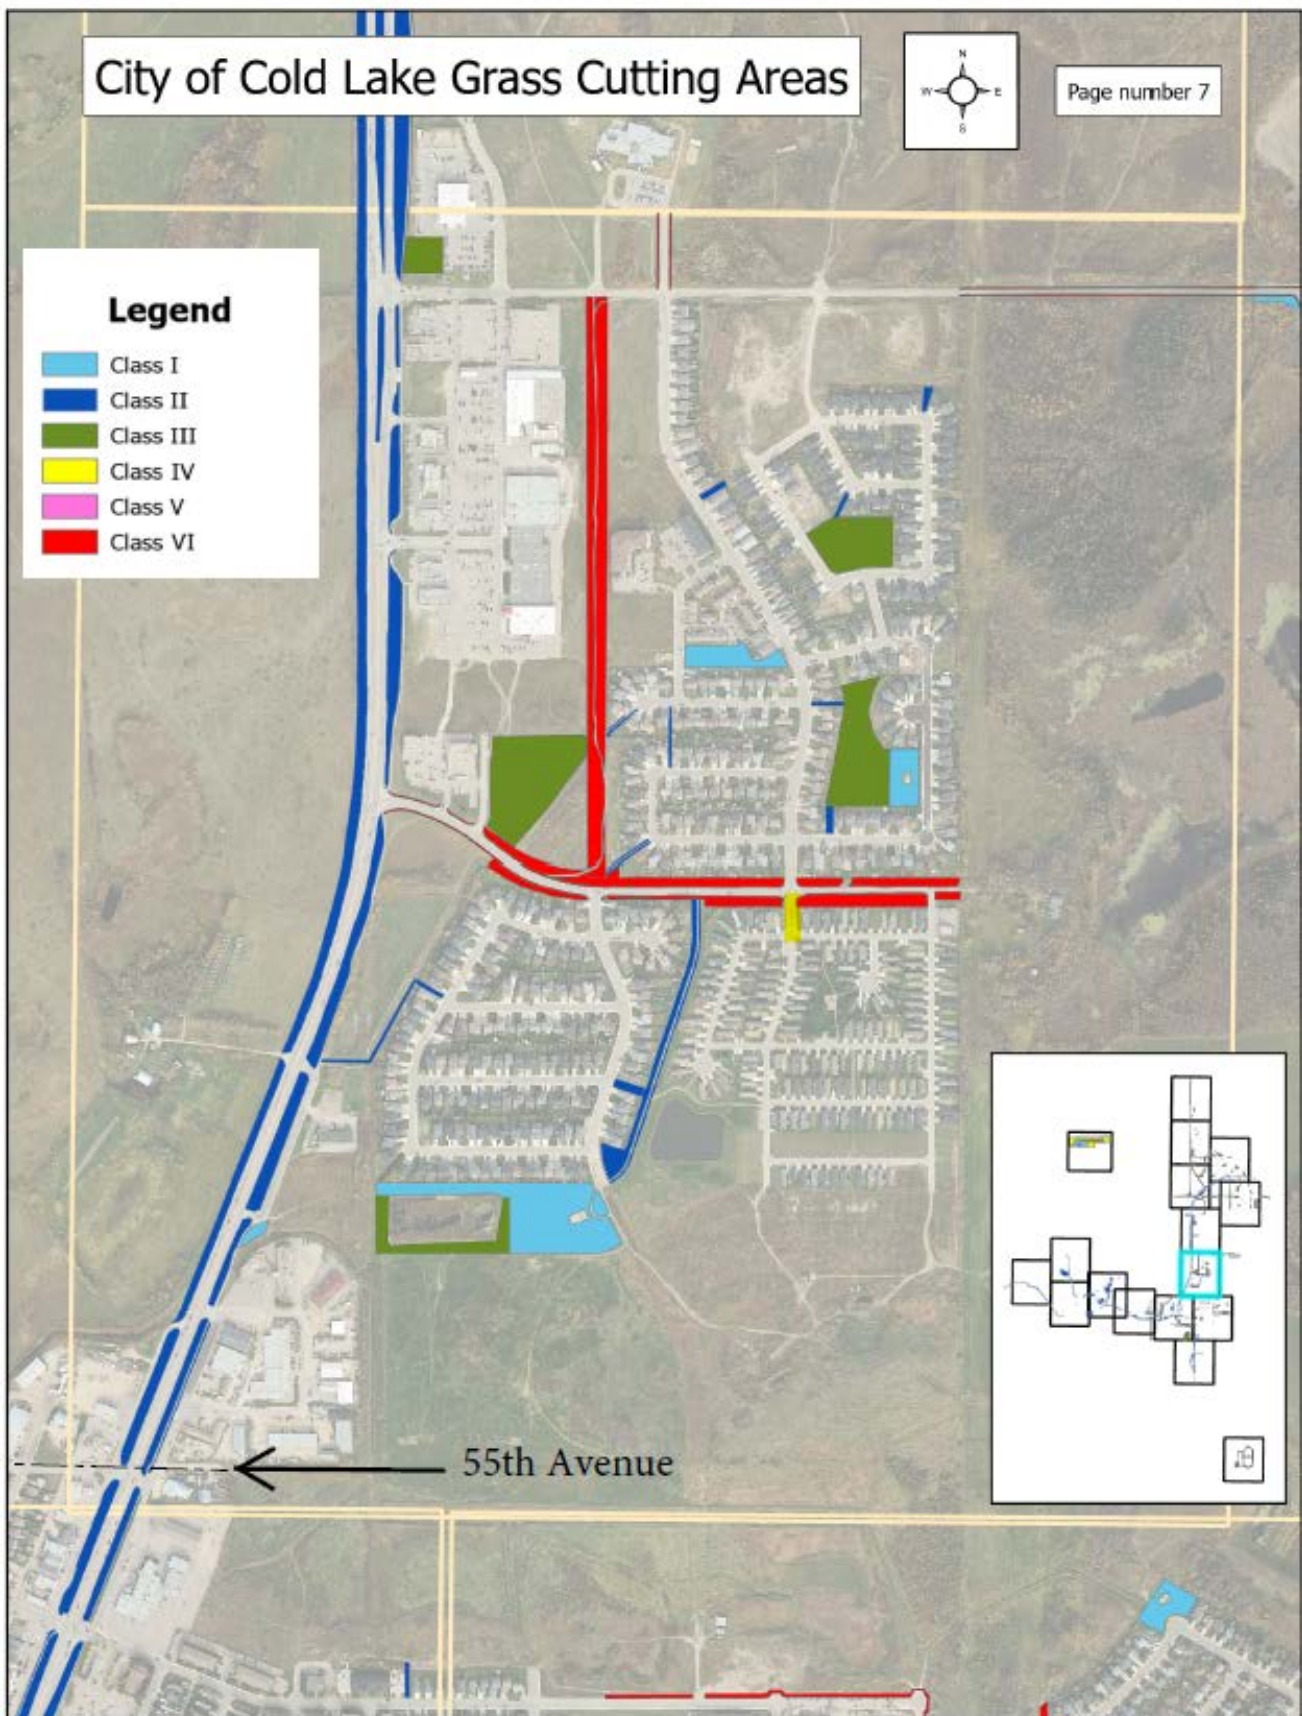 City of Cold Lake Grass Cutting Areas
N
W E
S
Page number 7
Legend
Class I
Class II
Class III
Class IV
Class V
Class VI
55th Avenue